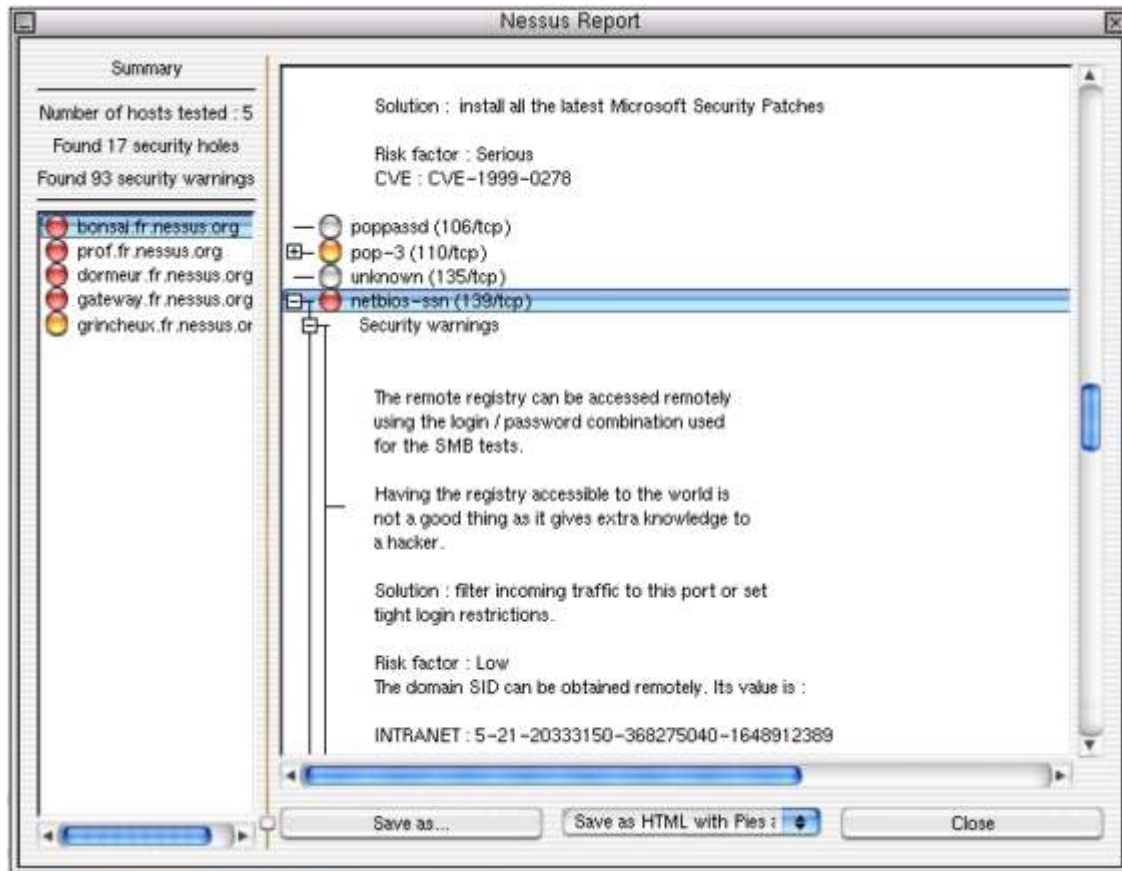 Nessus Report
Summary
Number of hosts tested : 5
Found 17 security holes
Found 93 security warnings
bonsai.fr.nessus.org
prof.fr.nessus.org
dormeur.fr.nessus.org
gateway.fr.nessus.org
grincheux.fr.nessus.or
Solution : install all the latest Microsoft Security Patches
Risk factor : Serious
CVE : CVE-1999-0278
poppassd (106/tcp)
pop-3 (110/tcp)
unknown (135/tcp)
netbios-ssn (139/tcp)
Security warnings
The remote registry can be accessed remotely
using the login / password combination used
for the SMB tests.
Having the registry accessible to the world is
not a good thing as it gives extra knowledge to
a hacker.
Solution : filter incoming traffic to this port or set
tight login restrictions.
Risk factor : Low
The domain SID can be obtained remotely. Its value is :
INTRANET : 5-21-20333150-368275040-1648912389
Save as...
Save as HTML with Pies a
Close